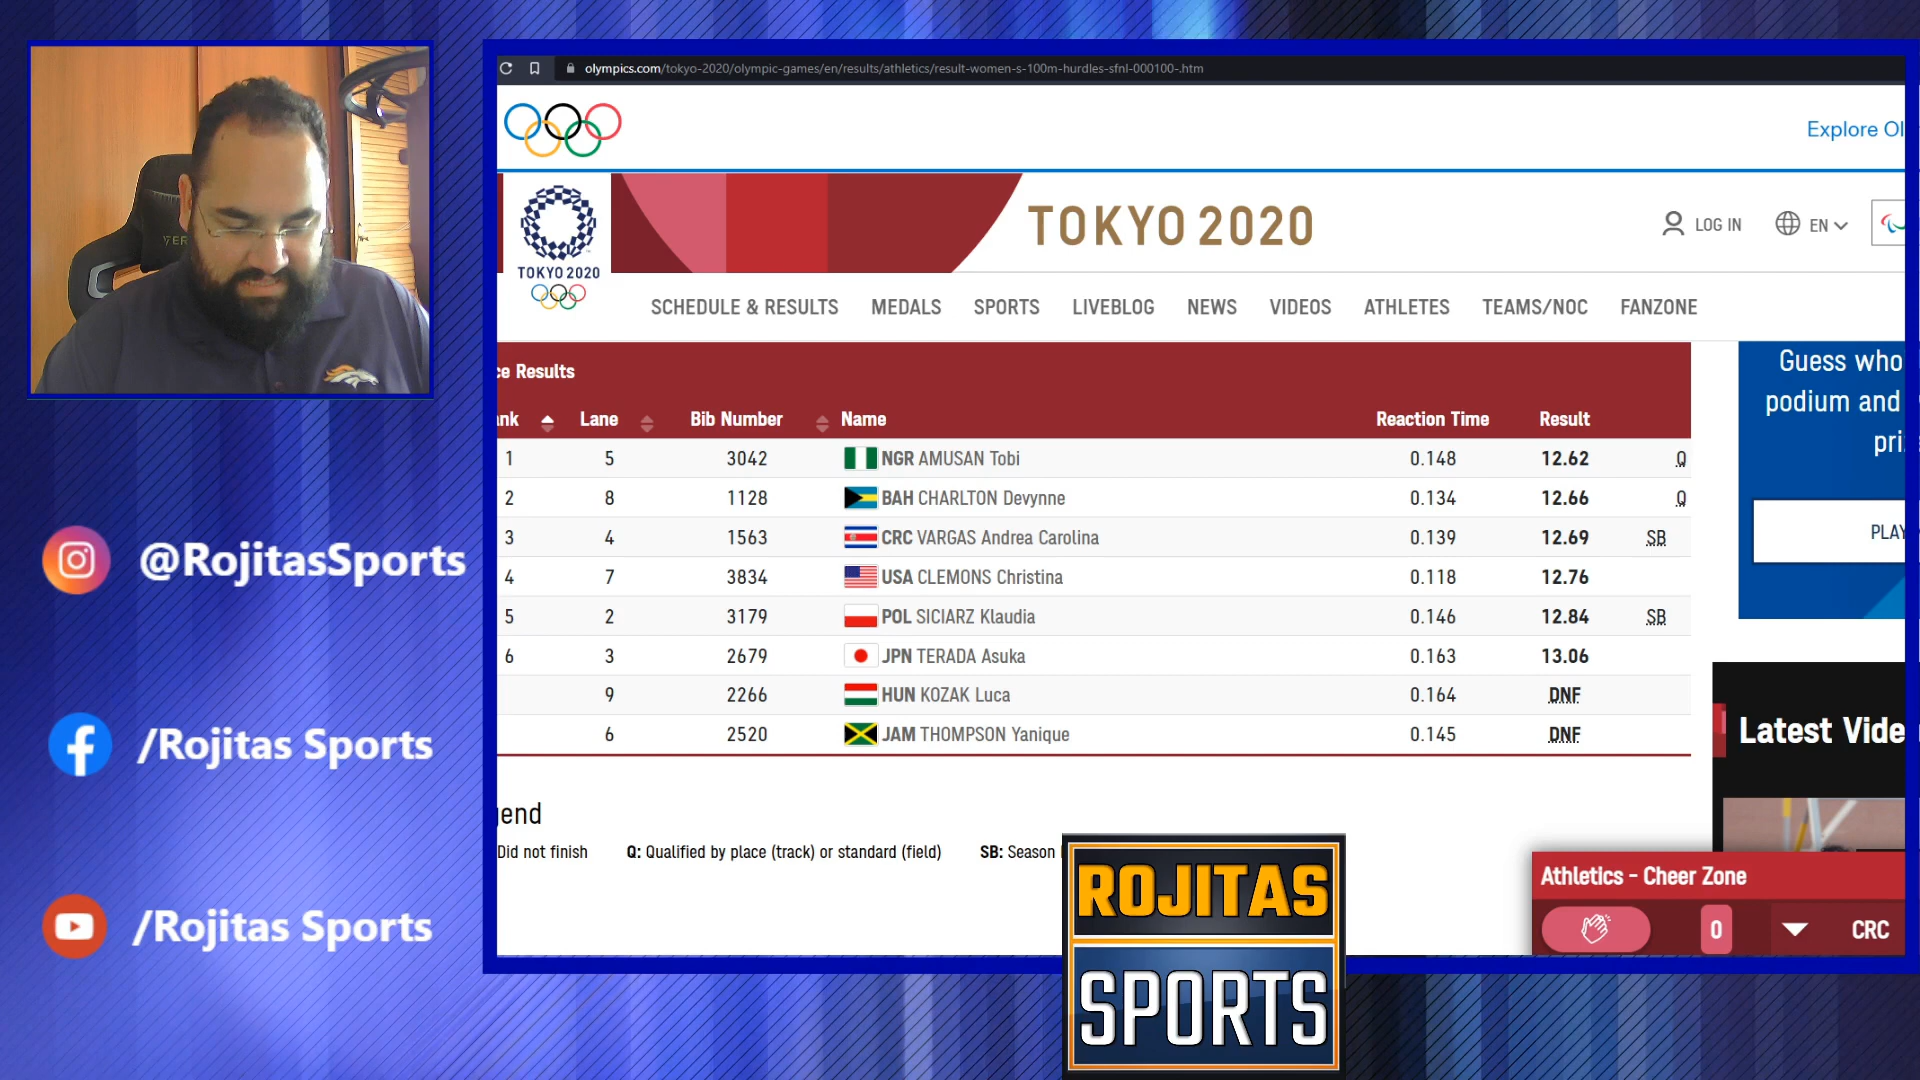 olympics.com/tokyo-2020/olympic-games/en/results/athletics/result-women-s-100m-hurdles-sfnl-000100-.htm
Explore Ol
TOKYO 2020
TOKYO 2020
LOG IN
EN
SCHEDULE & RESULTS MEDALS SPORTS LIVEBLOG NEWS VIDEOS ATHLETES TEAMS/NOC FANZONE
ce Results
nk Lane Bib Number Name Reaction Time Result
1 5 3042 NGR AMUSAN Tobi 0.148 12.62 Q
2 8 1128 BAH CHARLTON Devynne 0.134 12.66 Q
3 4 1563 CRC VARGAS Andrea Carolina 0.139 12.69 SB
4 7 3834 USA CLEMONS Christina 0.118 12.76
5 2 3179 POL SICIARZ Klaudia 0.146 12.84 SB
6 3 2679 JPN TERADA Asuka 0.163 13.06
9 2266 HUN KOZAK Luca 0.164 DNF
6 2520 JAM THOMPSON Yanique 0.145 DNF
gend
Did not finish Q: Qualified by place (track) or standard (field) SB: Season
Guess who
podium and
pri
PLAY
Latest Vide
Athletics - Cheer Zone
0 CRC
@RojitasSports
/Rojitas Sports
/Rojitas Sports
ROJITAS
SPORTS